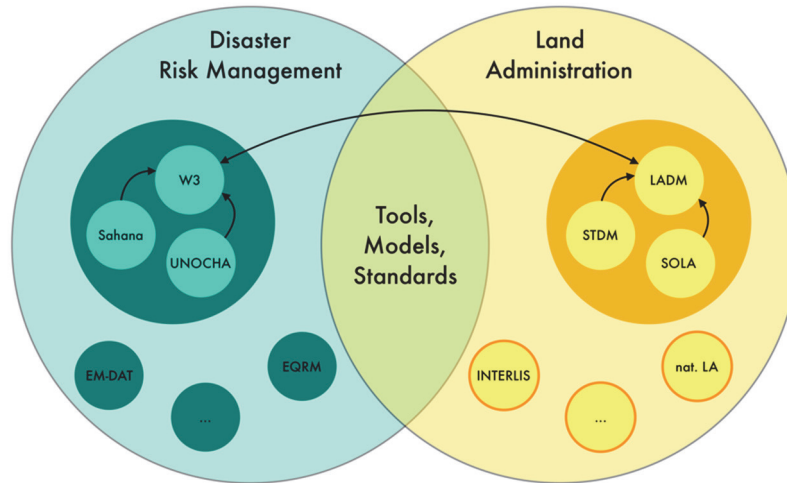 Disaster
Risk Management
Land
Administration
W3
Sahana
UNOCHA
Tools,
Models,
Standards
LADM
STDM
SOLA
EM-DAT
...
EQRM
INTERLIS
...
nat. LA